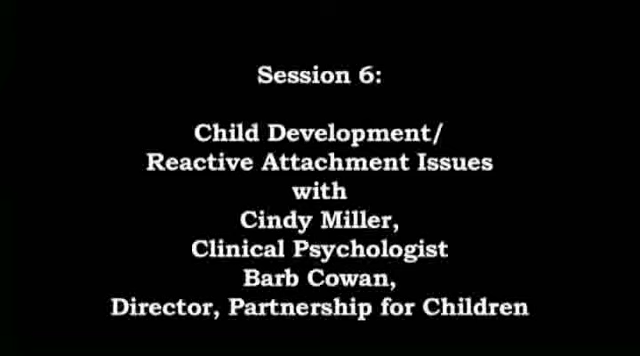 Session 6:
Child Development/
Reactive Attachment Issues
with
Cindy Miller,
Clinical Psychologist
Barb Cowan,
Director, Partnership for Children